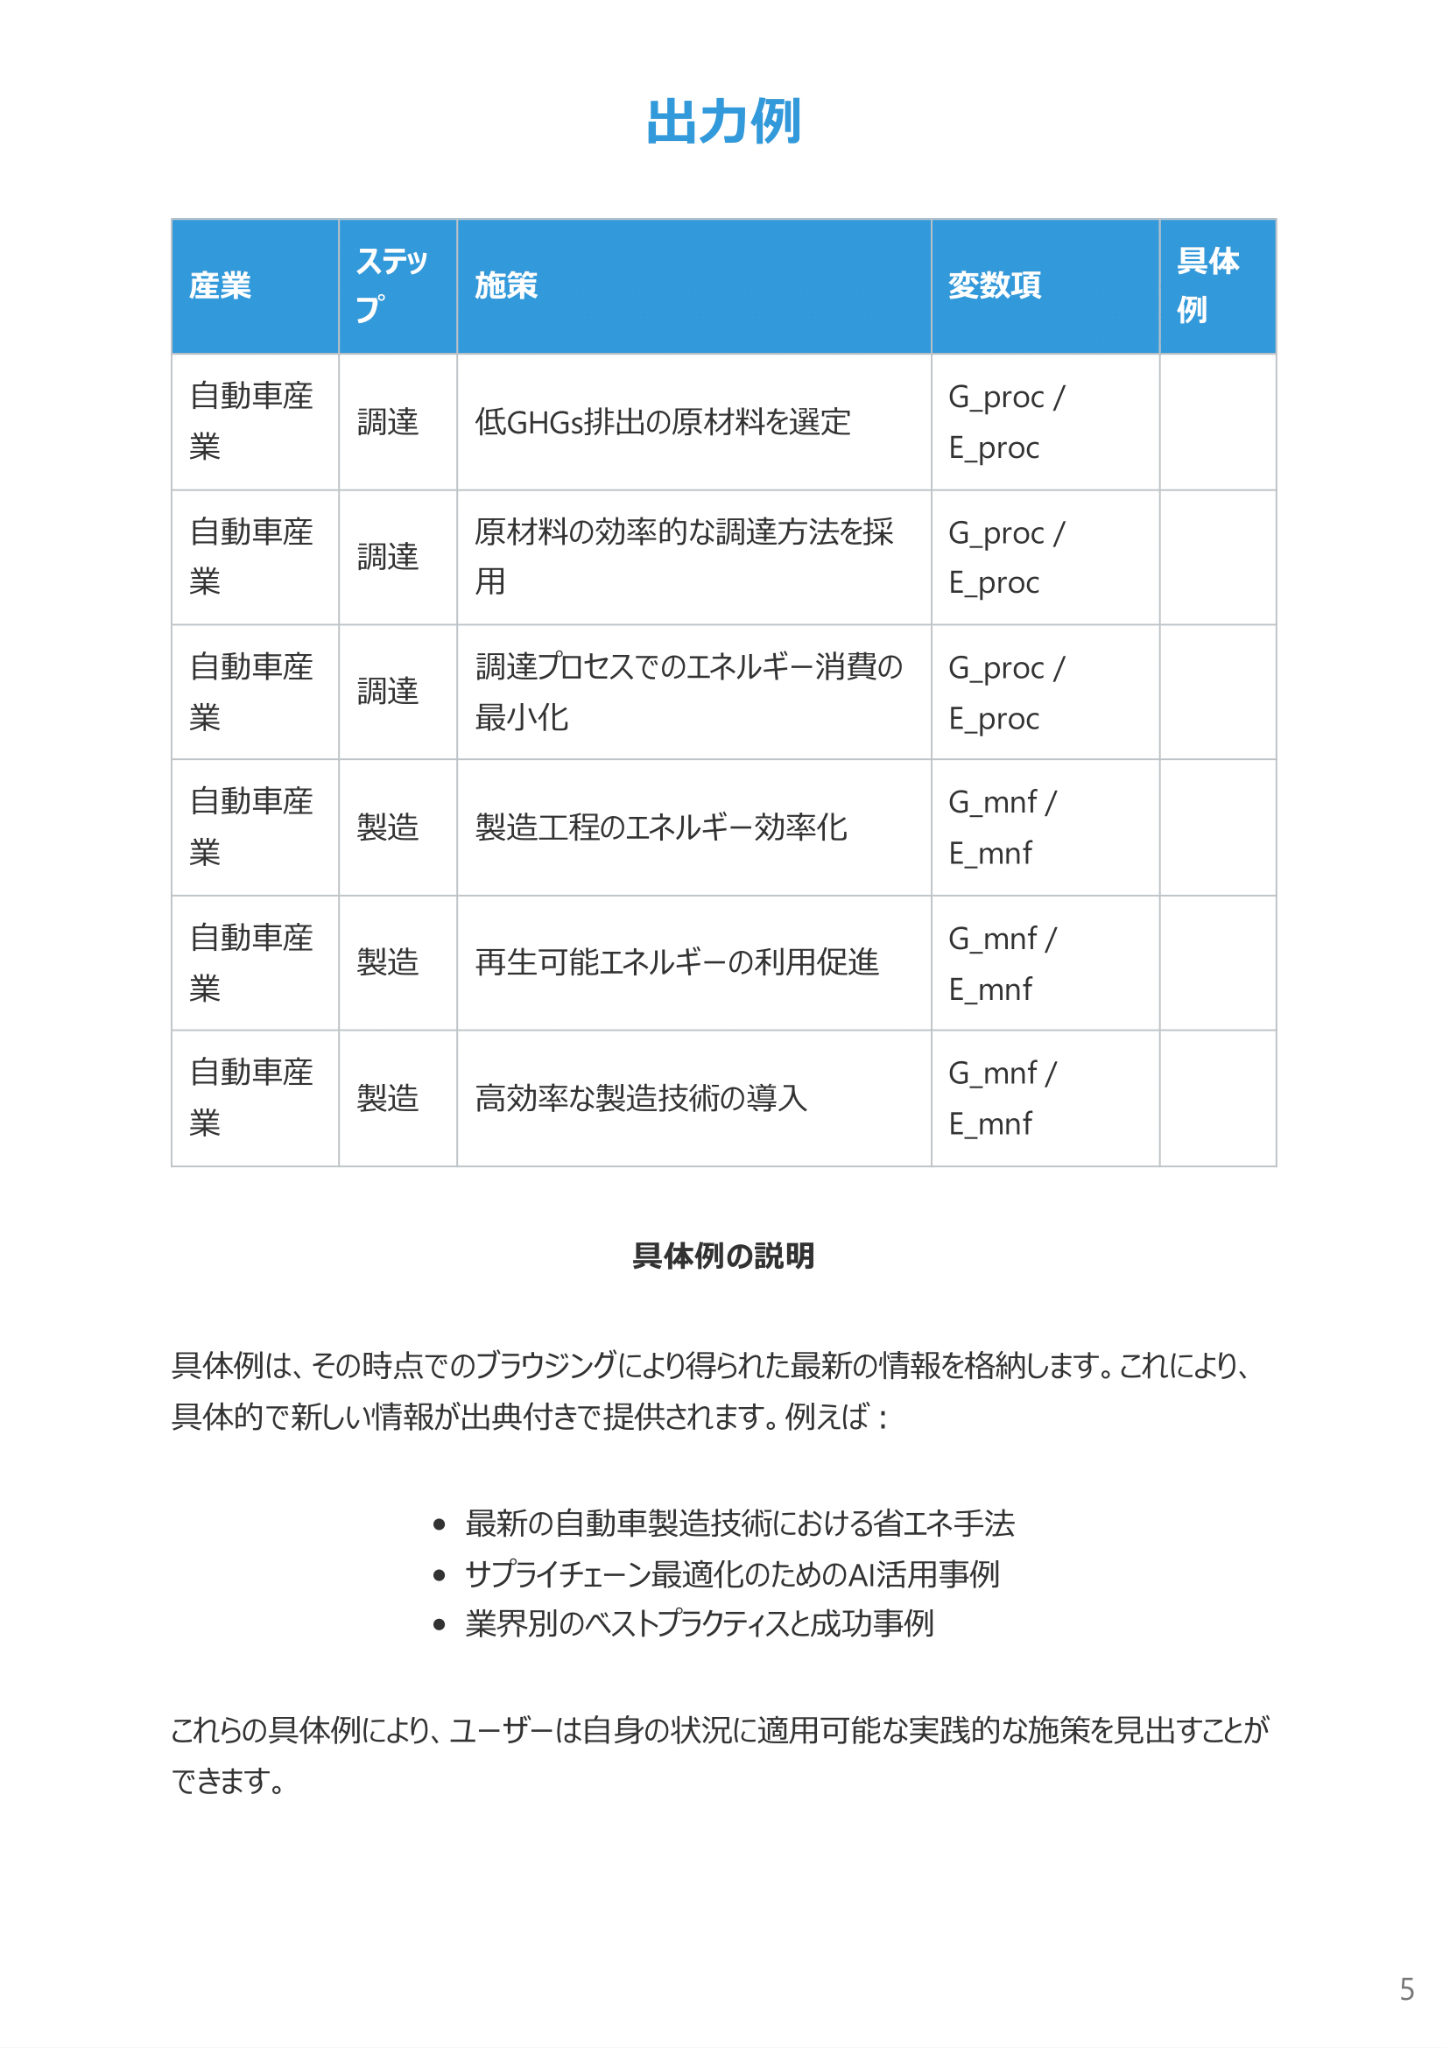 出力例
産業 ステッ 施策 変数項 具体
プ 例
自動車産 調達 低GHGs排出の原材料を選定 G_proc /
業 E_proc
自動車産 調達 原材料の効率的な調達方法を採 G_proc /
業 用 E_proc
自動車産 調達 調達プロセスでのエネルギー消費の G_proc /
業 最小化 E_proc
自動車産 製造 製造工程のエネルギー効率化 G_mnf /
業 E_mnf
自動車産 製造 再生可能エネルギーの利用促進 G_mnf /
業 E_mnf
自動車産 製造 高効率な製造技術の導入 G_mnf /
業 E_mnf
具体例の説明
具体例は、その時点でのブラウジングにより得られた最新の情報を格納します。これにより、
具体的で新しい情報が出典付きで提供されます。例えば：
• 最新の自動車製造技術における省エネ手法
• サプライチェーン最適化のためのAI活用事例
• 業界別のベストプラクティスと成功事例
これらの具体例により、ユーザーは自身の状況に適用可能な実践的な施策を見出すことが
できます。
5